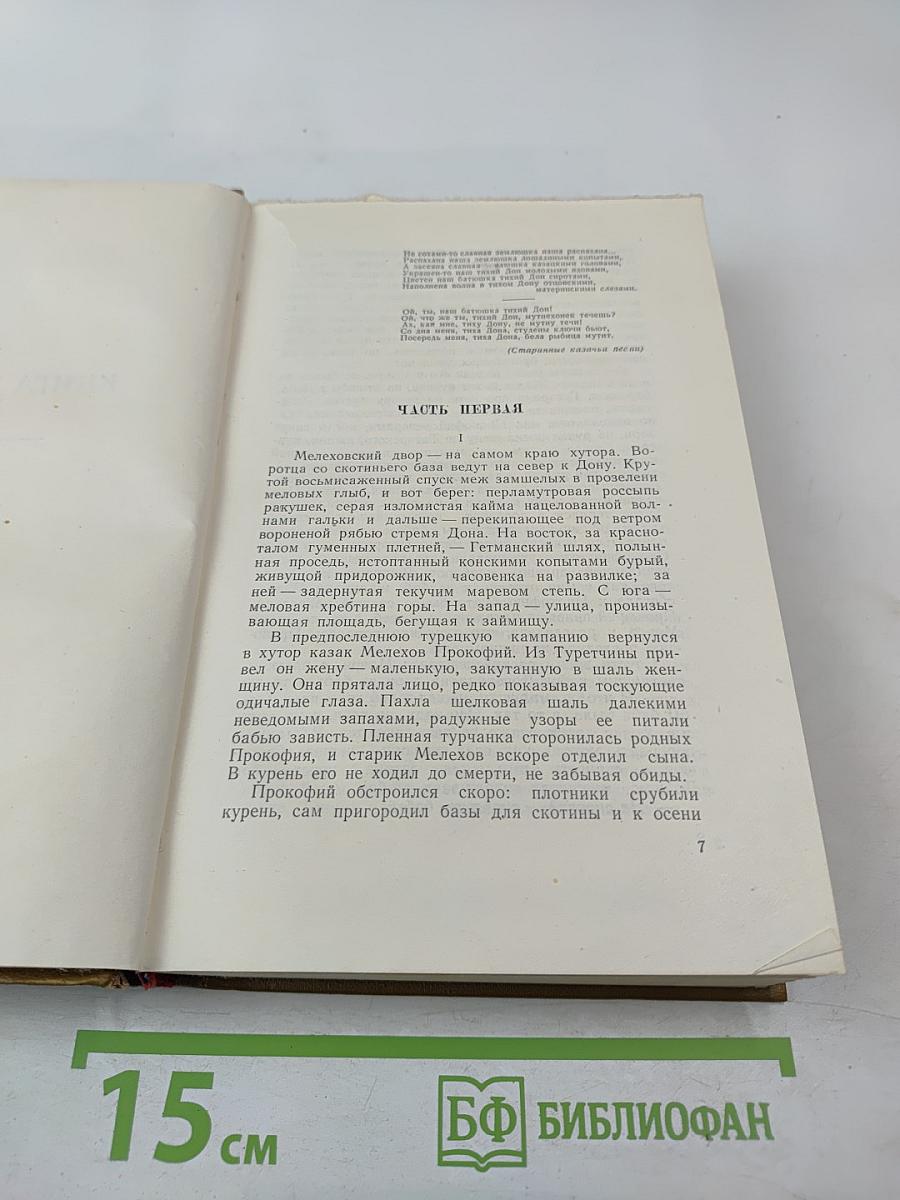 Не сохами-то славная землюшка наша распахана...
Распахана наша землюшка лошадиными копытами,
А засеяна славная землюшка казацкими головами,
Украшен-то наш тихий Дон молодыми вдовами,
Цветен наш батюшка тихий Дон сиротами,
Наполнена волна в тихом Дону отцовскими,
материнскими слезами.
Ой, ты, наш батюшка тихий Дон!
Ой, что же ты, тихий Дон, мутнехонек течешь?
Ах, как мне, тиху Дону, не мутну течи!
Со дна меня, тиха Дона, студены ключи бьют,
Посередь меня, тиха Дона, бела рыбица мутит.
(Старинные казачьи песни)
КНИГА
ЧАСТЬ ПЕРВАЯ
I
Мелеховский двор — на самом краю хутора. Во-
ротца со скотиньего база ведут на север к Дону. Кру-
той восьмисаженный спуск меж замшелых в прозелени
меловых глыб, и вот берег: перламутровая россыпь
ракушек, серая изломистая кайма нацелованной вол-
нами гальки и дальше — перекипающее под ветром
вороненой рябью стремя Дона. На восток, за красно-
талом гуменных плетней, — Гетманский шлях, полын-
ная проседь, истоптанный конскими копытами бурый,
живущой придорожник, часовенка на развилке; за
ней — задернутая текучим маревом степь. С юга —
меловая хребтина горы. На запад — улица, пронизы-
вающая площадь, бегущая к займищу.
В предпоследнюю турецкую кампанию вернулся
в хутор казак Мелехов Прокофий. Из Туретчины при-
вел он жену — маленькую, закутанную в шаль жен-
щину. Она прятала лицо, редко показывая тоскующие
одичалые глаза. Пахла шелковая шаль далекими
неведомыми запахами, радужные узоры ее питали
бабью зависть. Пленная турчанка сторонилась родных
Прокофия, и старик Мелехов вскоре отделил сына.
В курень его не ходил до смерти, не забывая обиды.
Прокофий обстроился скоро: плотники срубили
курень, сам пригородил базы для скотины и к осени
7
15 см
БФ БИБЛИОФАН